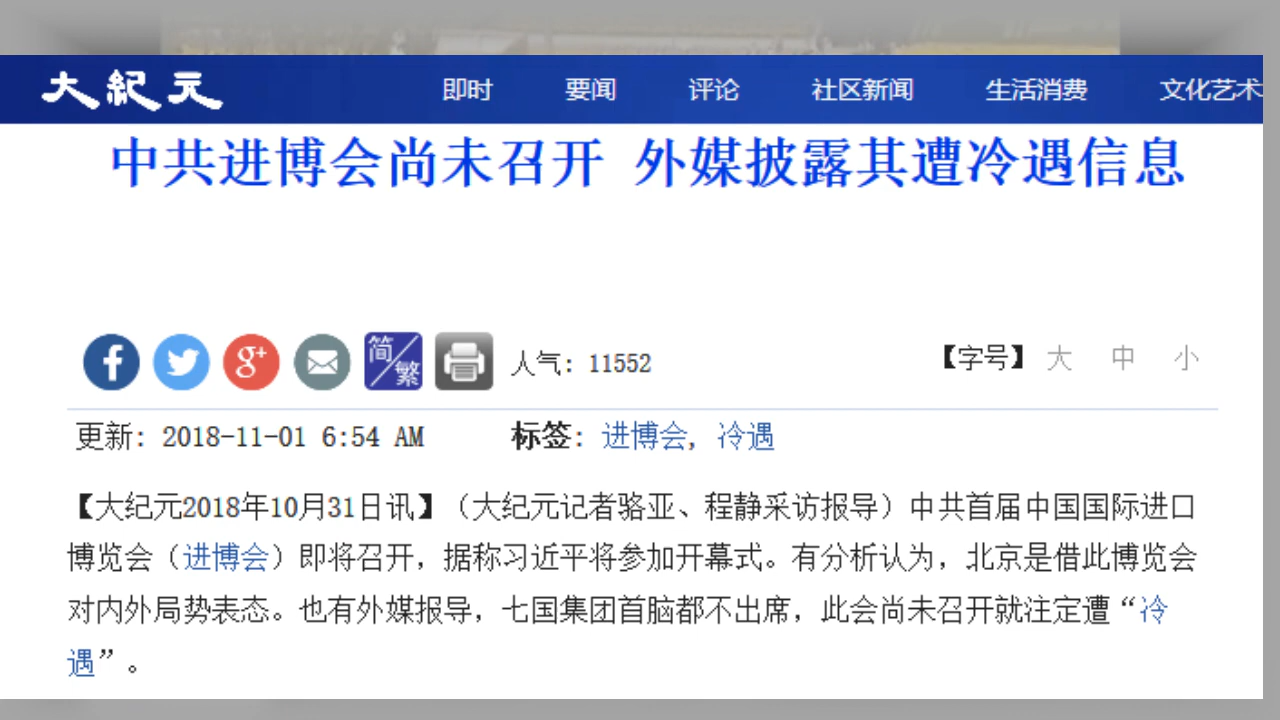 大紀元
即时 要闻 评论 社区新闻 生活消费 文化艺术
中共进博会尚未召开 外媒披露其遭冷遇信息
简/繁 人气: 11552 【字号】 大 中 小
更新: 2018-11-01 6:54 AM 标签: 进博会, 冷遇
【大纪元2018年10月31日讯】（大纪元记者骆亚、程静采访报导）中共首届中国国际进口
博览会（进博会）即将召开，据称习近平将参加开幕式。有分析认为，北京是借此博览会
对内外局势表态。也有外媒报导，七国集团首脑都不出席，此会尚未召开就注定遭“冷
遇”。